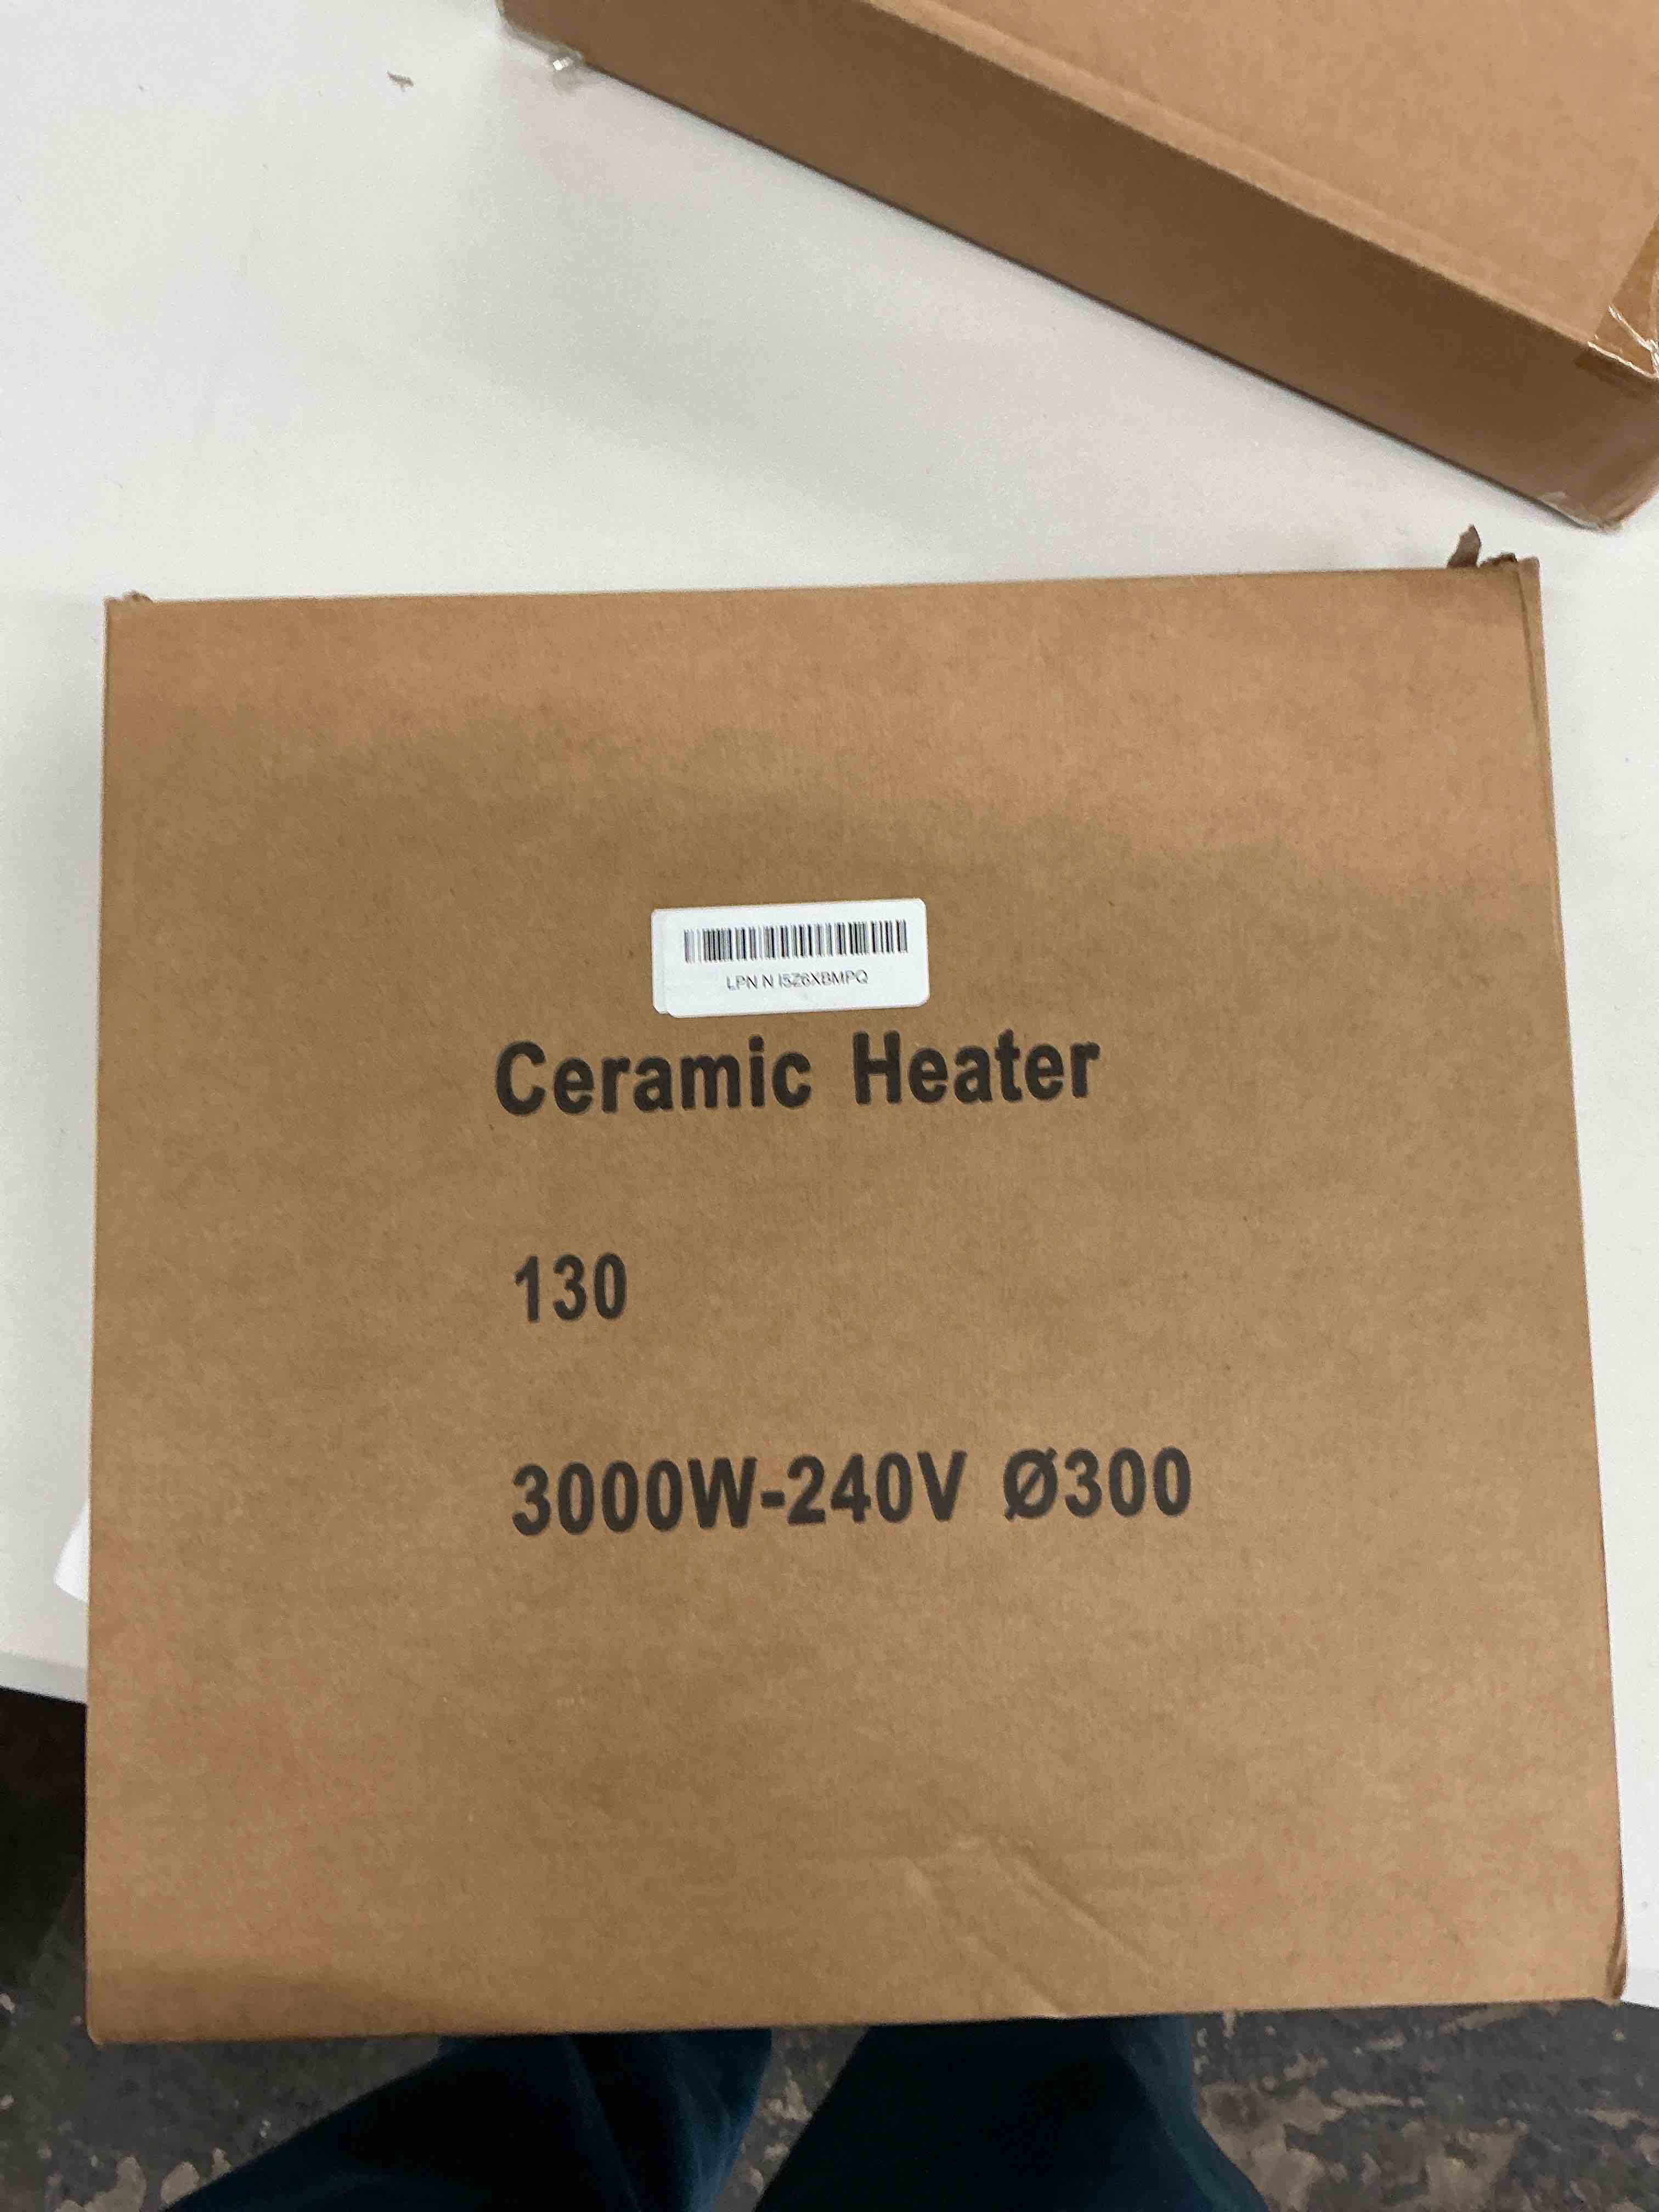 LPN N I5Z6XBMPQ
Ceramic Heater
130
3000W-240V Ø300